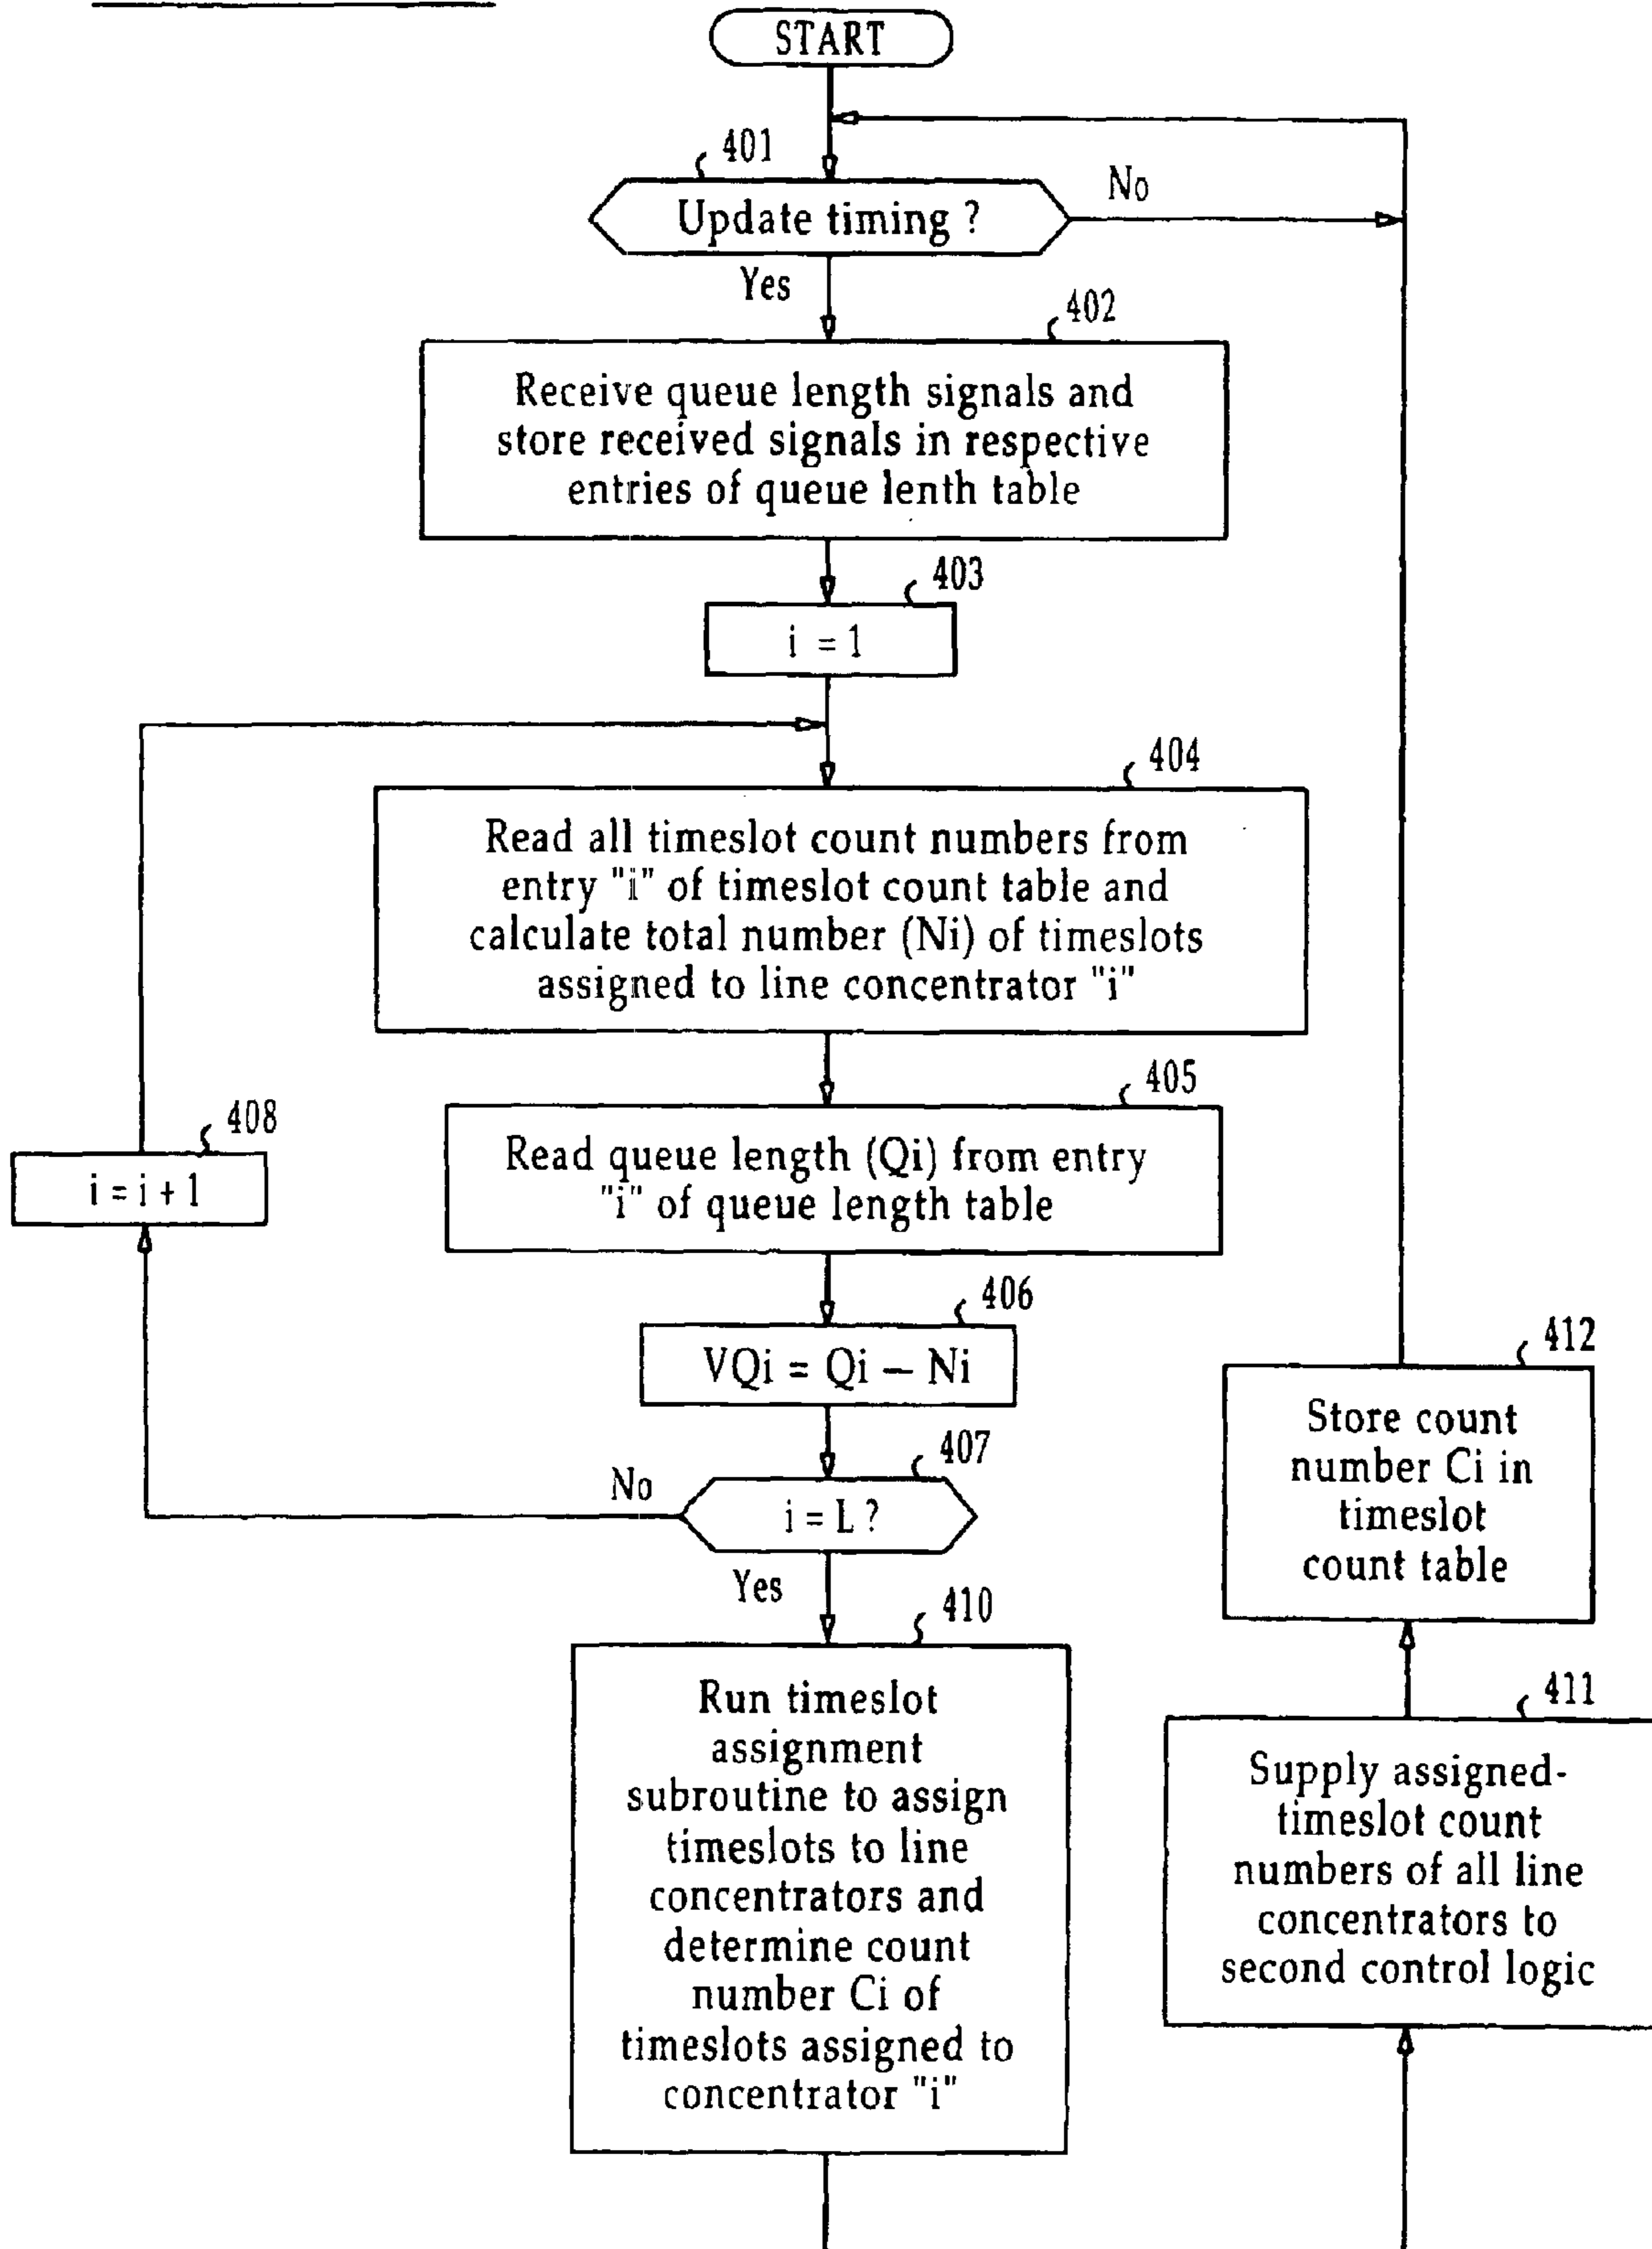 START
401
Update timing ?
No
Yes
402
Receive queue length signals and
store received signals in respective
entries of queue lenth table
403
i = 1
404
Read all timeslot count numbers from
entry "i" of timeslot count table and
calculate total number (Ni) of timeslots
assigned to line concentrator "i"
405
Read queue length (Qi) from entry
"i" of queue length table
408
i = i + 1
406
VQi = Qi – Ni
407
i = L ?
No
Yes
410
Run timeslot
assignment
subroutine to assign
timeslots to line
concentrators and
determine count
number Ci of
timeslots assigned to
concentrator "i"
412
Store count
number Ci in
timeslot
count table
411
Supply assigned-
timeslot count
numbers of all line
concentrators to
second control logic